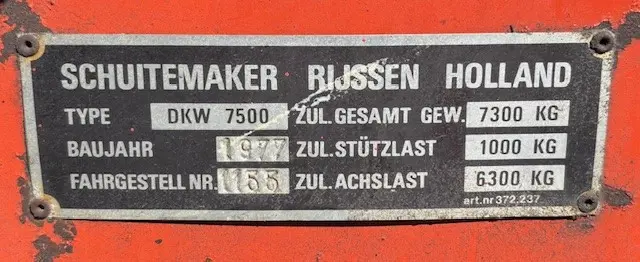 SCHUITEMAKER RIJSSEN HOLLAND
TYPE DKW 7500 ZUL.GESAMT GEW. 7300 KG
BAUJAHR 1977 ZUL.STÜTZLAST 1000 KG
FAHRGESTELL NR. 1155 ZUL.ACHSLAST 6300 KG
art.nr 372.237